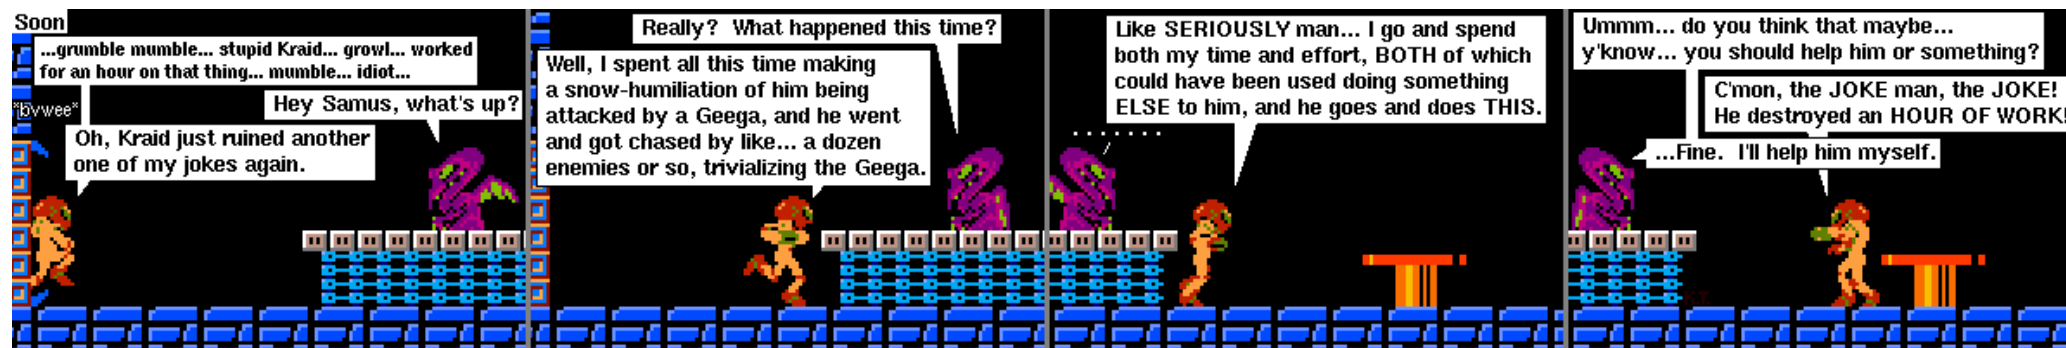 Soon
...grumble mumble... stupid Kraid... growl... worked
for an hour on that thing... mumble... idiot...
Hey Samus, what's up?
*bvwee*
Oh, Kraid just ruined another
one of my jokes again.
Really? What happened this time?
Well, I spent all this time making
a snow-humiliation of him being
attacked by a Geega, and he went
and got chased by like... a dozen
enemies or so, trivializing the Geega.
Like SERIOUSLY man... I go and spend
both my time and effort, BOTH of which
could have been used doing something
ELSE to him, and he goes and does THIS.
.........
Ummm... do you think that maybe...
y'know... you should help him or something?
C'mon, the JOKE man, the JOKE!
He destroyed an HOUR OF WORK!
...Fine. I'll help him myself.